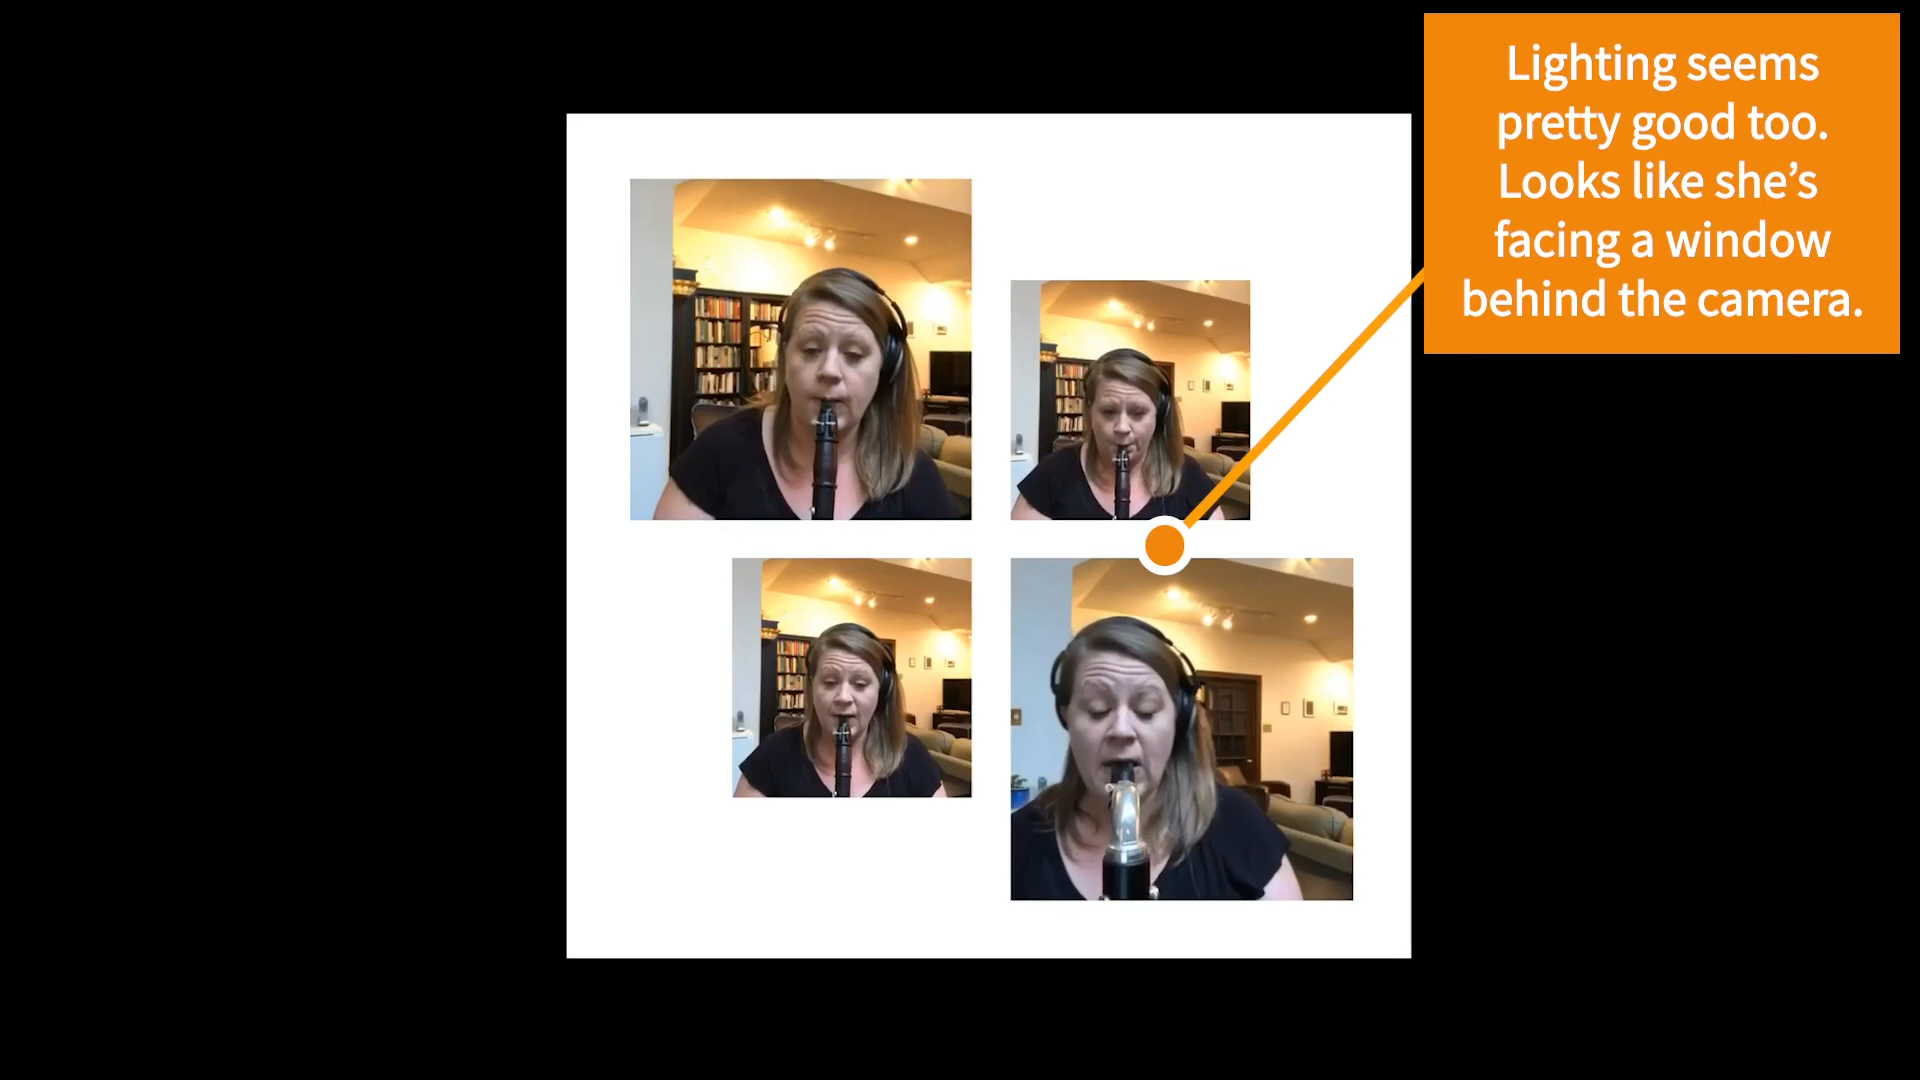 Lighting seems
pretty good too.
Looks like she’s
facing a window
behind the camera.